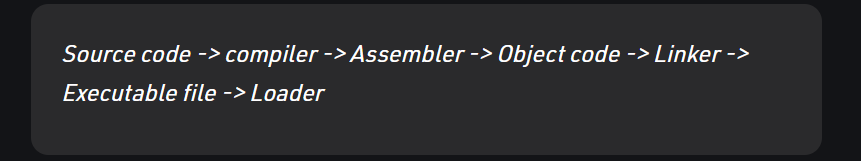 Source code -> compiler -> Assembler -> Object code -> Linker ->
Executable file -> Loader